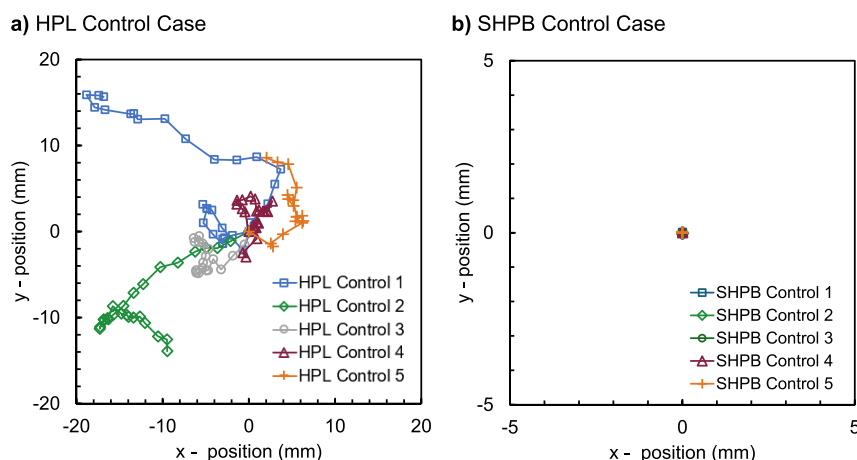 a) HPL Control Case
20
10
0
-10
-20
-20
-10
0
10
20
y - position (mm)
x - position (mm)
HPL Control 1
HPL Control 2
HPL Control 3
HPL Control 4
HPL Control 5
b) SHPB Control Case
5
0
-5
-5
0
5
y - position (mm)
x - position (mm)
SHPB Control 1
SHPB Control 2
SHPB Control 3
SHPB Control 4
SHPB Control 5